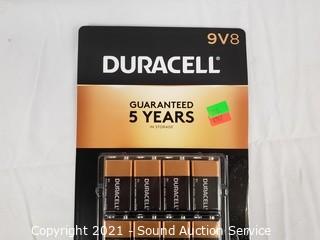 9V8
DURACELL
GUARANTEED
5 YEARS
IN STORAGE
DURACELL DURACELL DURACELL DURACELL
Copyright 2021 - Sound Auction Service